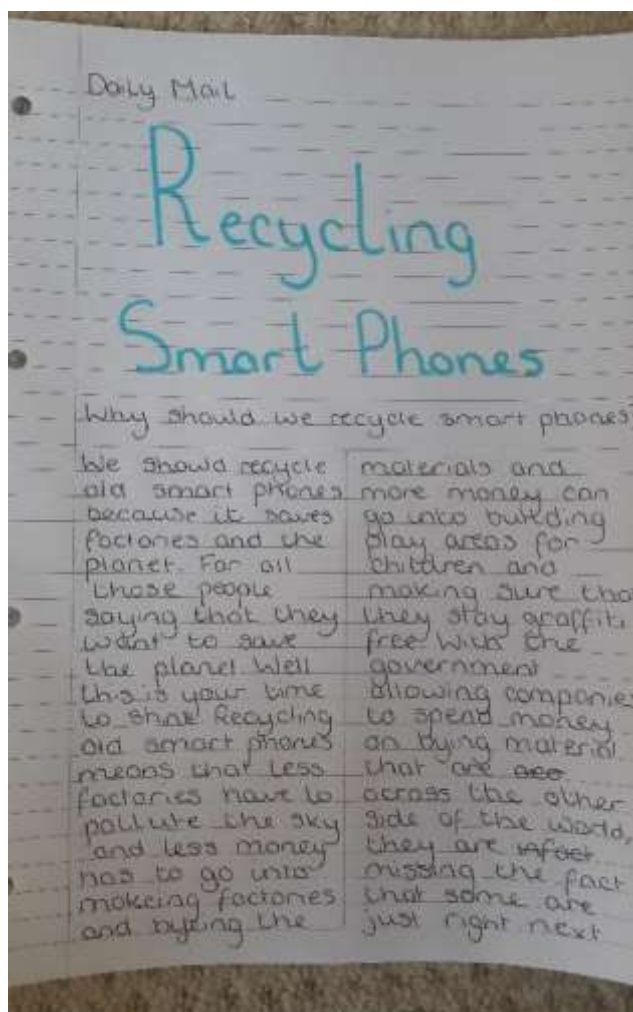 Daily Mail
Recycling
Smart Phones
Why should we recycle smart phones?
We should recycle
old smart phones
because it saves
factories and the
planet. For all
those people
saying that they
want to save
the planet well
this is your time
to shine Recycling
old smart phones
means that less
factories have to
pollute the sky
and less money
has to go into
making factories
and bying the
materials and
more money can
go into building
play areas for
children and
making sure tha
they stay graffiti
free With the
government
allowing companie
to spend money
on bying material
that are
across the other
side of the world,
they are infact
missing the fact
that some are
just right next